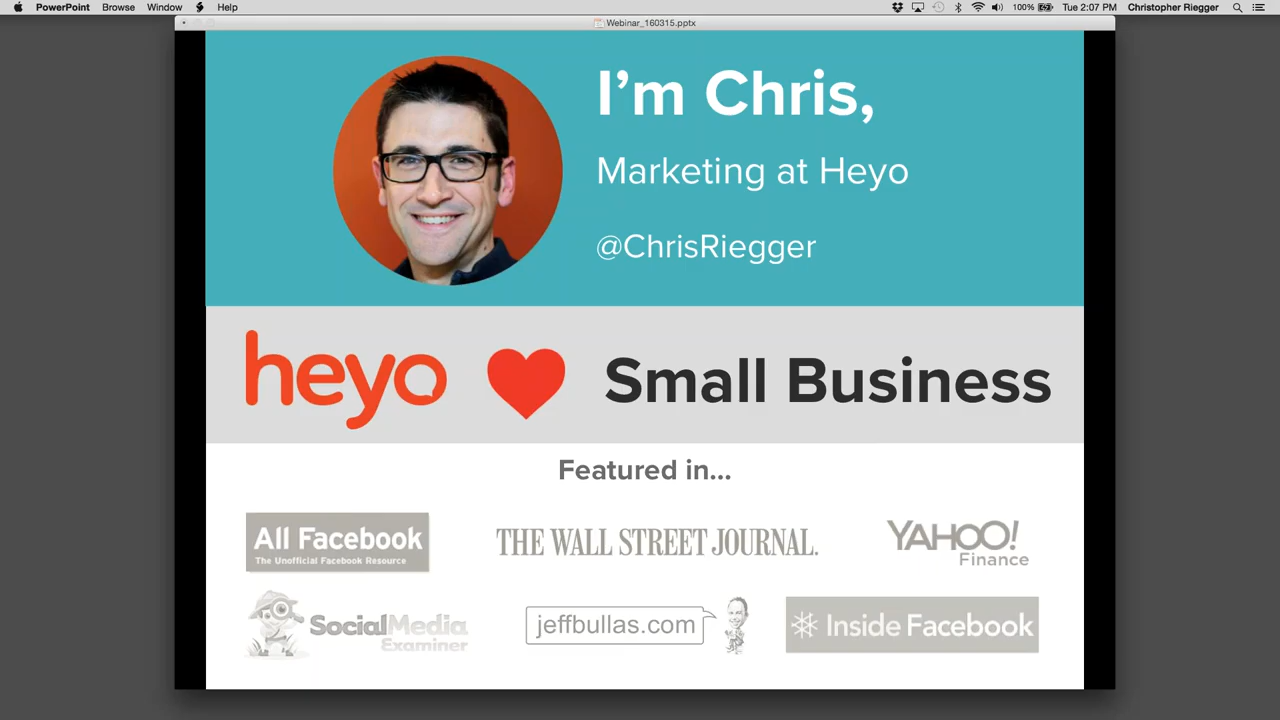 PowerPoint Browse Window Help 100% Tue 2:07 PM Christopher Riegger
Webinar_160315.pptx
I'm Chris,
Marketing at Heyo
@ChrisRiegger
heyo Small Business
Featured in...
All Facebook
The Unofficial Facebook Resource
THE WALL STREET JOURNAL.
YAHOO!
Finance
SocialMedia
Examiner
jeffbullas.com
Inside Facebook